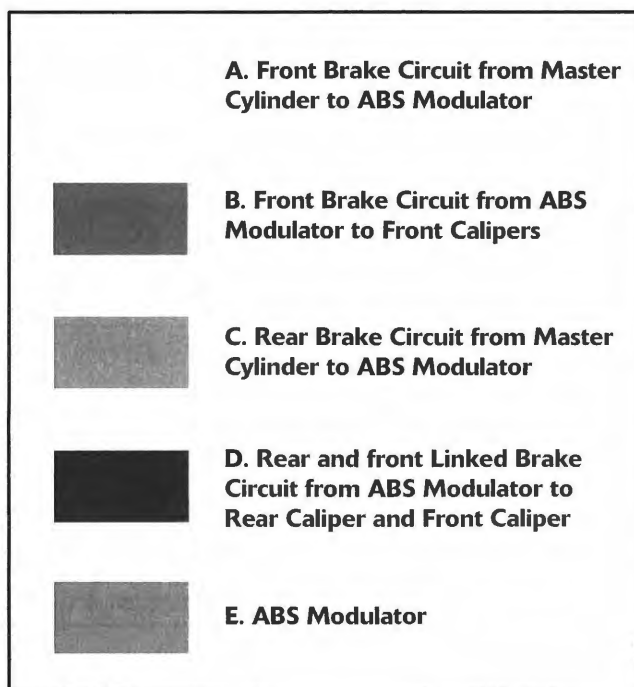 A. Front Brake Circuit from Master
Cylinder to ABS Modulator
B. Front Brake Circuit from ABS
Modulator to Front Calipers
C. Rear Brake Circuit from Master
Cylinder to ABS Modulator
D. Rear and front Linked Brake
Circuit from ABS Modulator to
Rear Caliper and Front Caliper
E. ABS Modulator